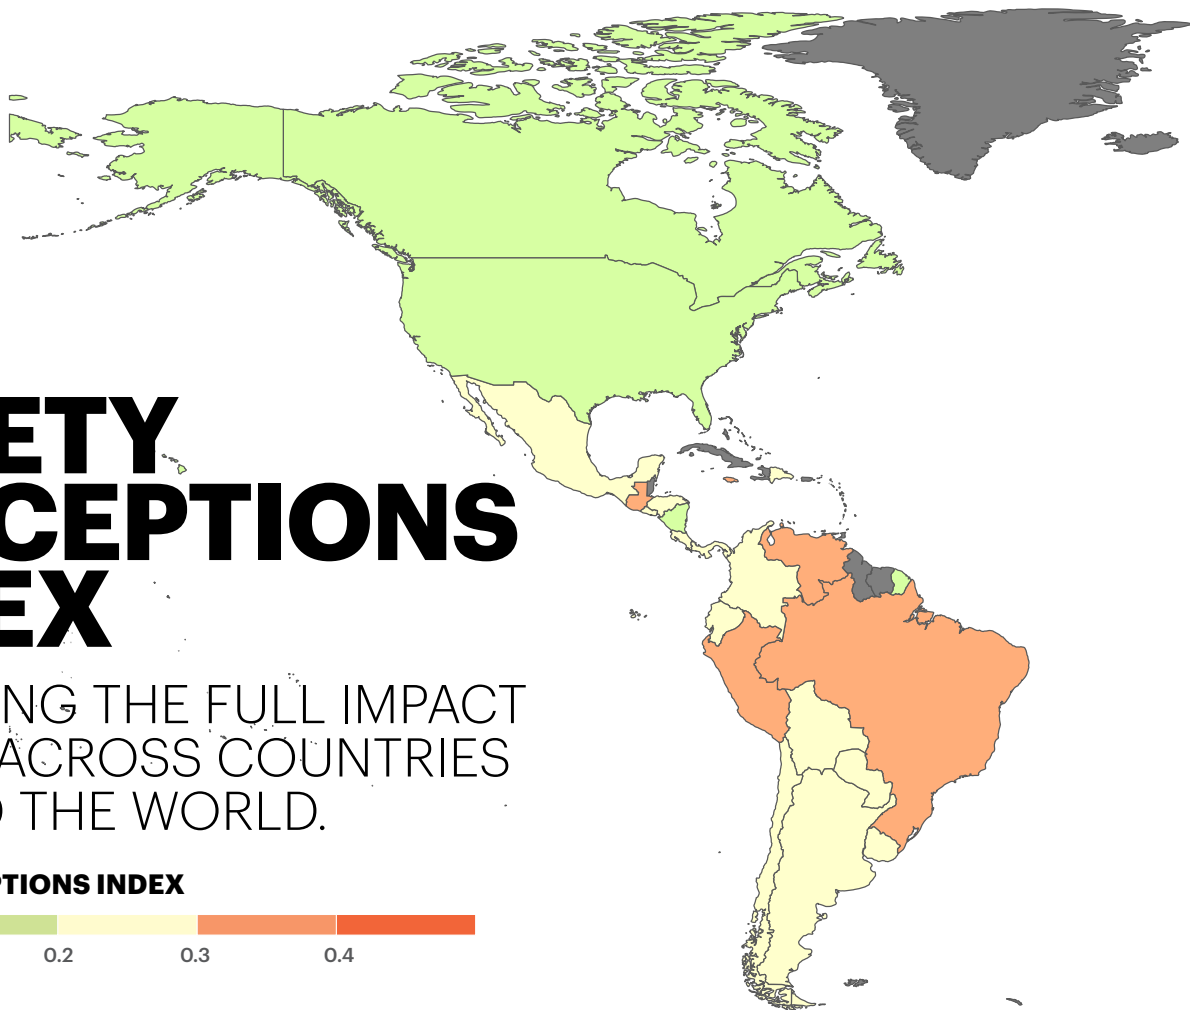 ETY
CEPTIONS
EX
NG THE FULL IMPACT
ACROSS COUNTRIES
THE WORLD.
PTIONS INDEX
0.2 0.3 0.4